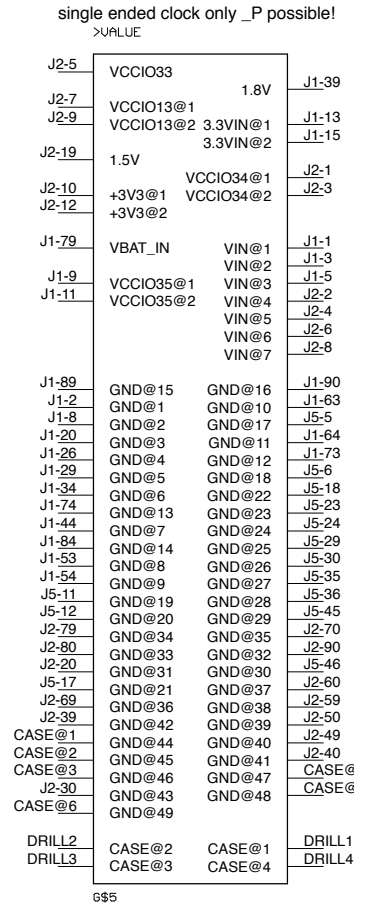 single ended clock only _P possible!
>VALUE
J2-5 VCCIO33
1.8V J1-39
J2-7 VCCIO13@1
J2-9 VCCIO13@2 3.3VIN@1 J1-13
3.3VIN@2 J1-15
J2-19 1.5V
VCCIO34@1 J2-1
J2-10 +3V3@1 VCCIO34@2 J2-3
J2-12 +3V3@2
J1-79 VBAT_IN VIN@1 J1-1
VIN@2 J1-3
J1-9 VCCIO35@1 VIN@3 J1-5
J1-11 VCCIO35@2 VIN@4 J2-2
VIN@5 J2-4
VIN@6 J2-6
VIN@7 J2-8
J1-89 GND@15 GND@16 J1-90
J1-2 GND@1 GND@10 J1-63
J1-8 GND@2 GND@17 J5-5
J1-20 GND@3 GND@11 J1-64
J1-26 GND@4 GND@12 J1-73
J1-29 GND@5 GND@18 J5-6
J1-34 GND@6 GND@22 J5-18
J1-74 GND@13 GND@23 J5-23
J1-44 GND@7 GND@24 J5-24
J1-84 GND@14 GND@25 J5-29
J1-53 GND@8 GND@26 J5-30
J1-54 GND@9 GND@27 J5-35
J5-11 GND@19 GND@28 J5-36
J5-12 GND@20 GND@29 J5-45
J2-79 GND@34 GND@35 J2-70
J2-80 GND@33 GND@32 J2-90
J2-20 GND@31 GND@30 J5-46
J5-17 GND@21 GND@37 J2-60
J2-69 GND@36 GND@38 J2-59
J2-39 GND@42 GND@39 J2-50
CASE@1 GND@44 GND@40 J2-49
CASE@2 GND@45 GND@41 J2-40
CASE@3 GND@46 GND@47 CASE@
J2-30 GND@43 GND@48 CASE@
CASE@6 GND@49
DRILL2 CASE@2 CASE@1 DRILL1
DRILL3 CASE@3 CASE@4 DRILL4
G$5